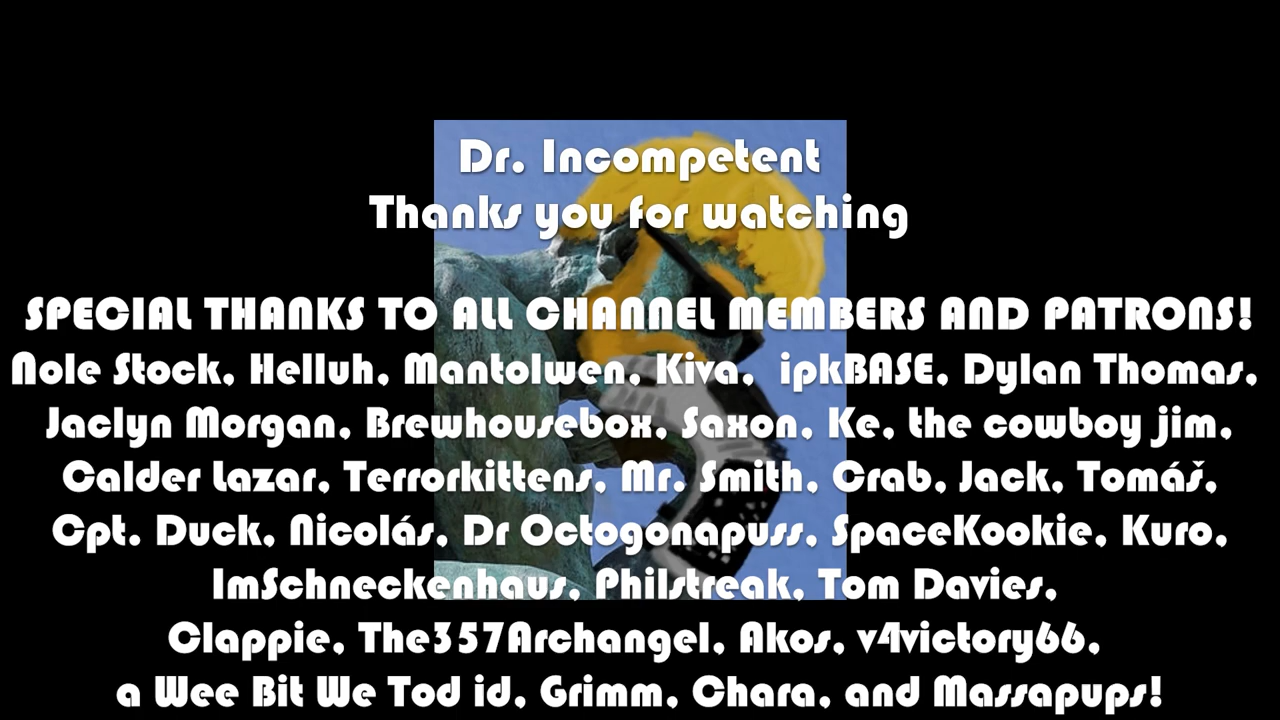 Dr. Incompetent
Thanks you for watching
SPECIAL THANKS TO ALL CHANNEL MEMBERS AND PATRONS!
Nole Stock, Helluh, Mantolwen, Kiva,  ipkBASE, Dylan Thomas,
Jaclyn Morgan, Brewhousebox, Saxon, Ke, the cowboy jim,
Calder Lazar, Terrorkittens, Mr. Smith, Crab, Jack, Tomáš,
Cpt. Duck, Nicolás, Dr Octogonapuss, SpaceKookie, Kuro,
ImSchneckenhaus, Philstreak, Tom Davies,
Clappie, The357Archangel, Akos, v4victory66,
a Wee Bit We Tod id, Grimm, Chara, and Massapups!